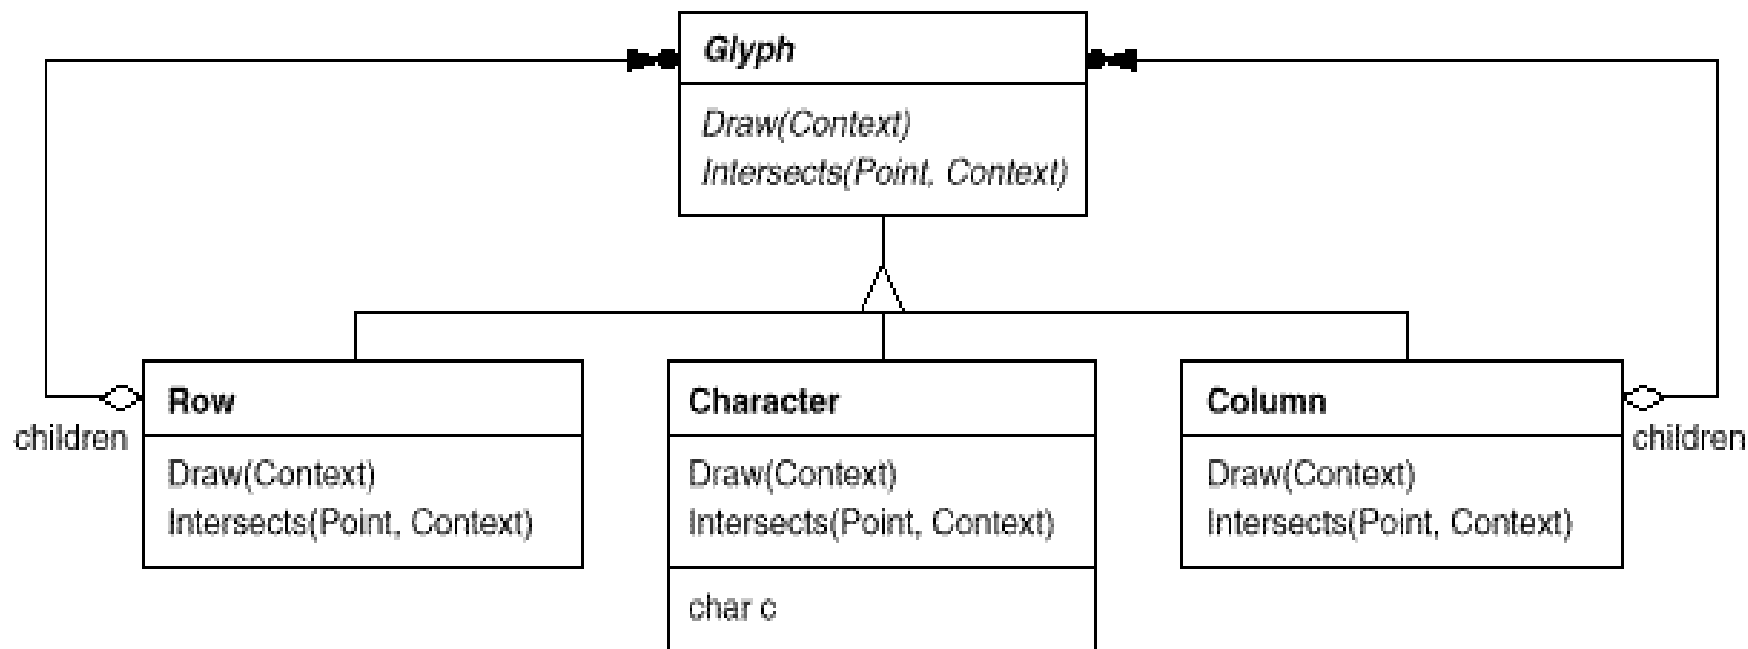 Glyph
Draw(Context)
Intersects(Point, Context)
Row
Draw(Context)
Intersects(Point, Context)
children
Character
Draw(Context)
Intersects(Point, Context)
char c
Column
Draw(Context)
Intersects(Point, Context)
children